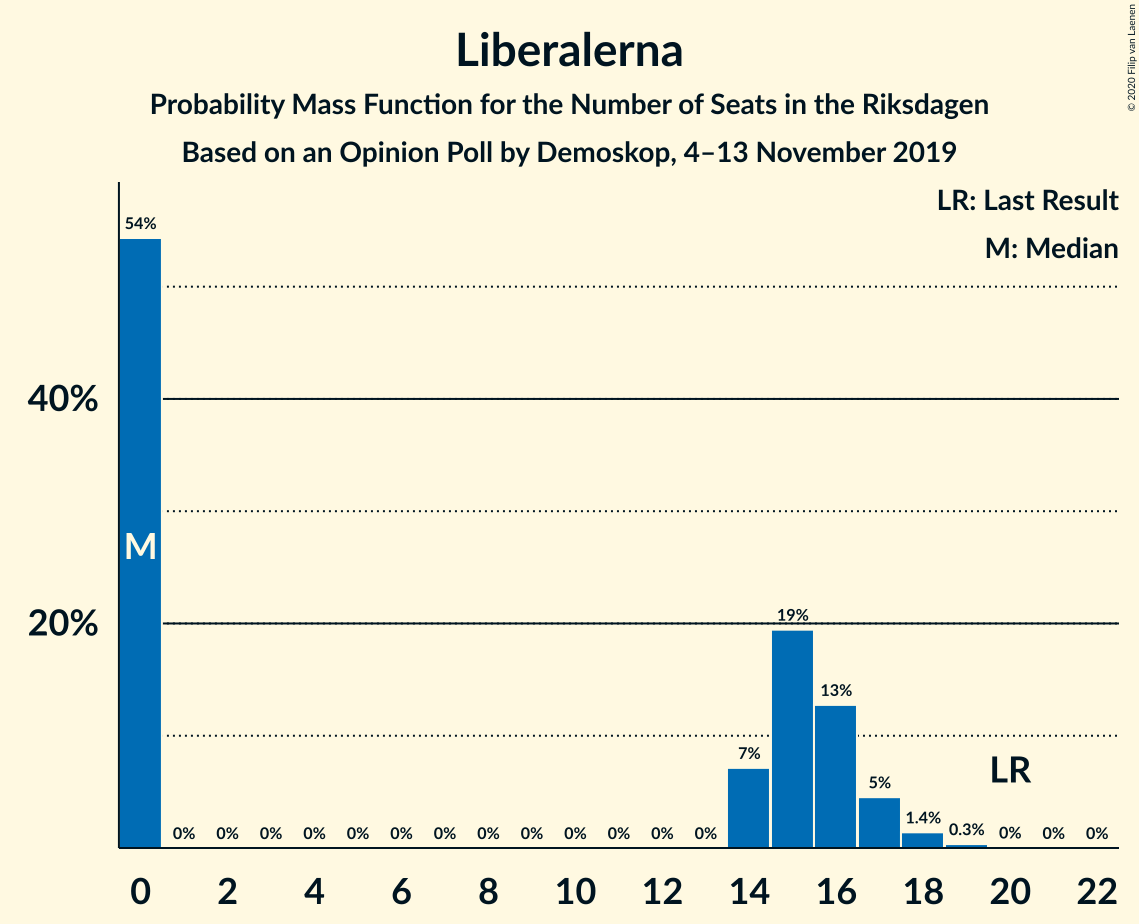 Liberalerna
Probability Mass Function for the Number of Seats in the Riksdagen
Based on an Opinion Poll by Demoskop, 4–13 November 2019
© 2020 Filip van Laenen
LR: Last Result
M: Median
54%
40%
M
20%
19%
13%
7%
LR
5%
1.4%
0.3%
0% 0% 0% 0% 0% 0% 0% 0% 0% 0% 0% 0% 0% 0% 0% 0%
0 2 4 6 8 10 12 14 16 18 20 22